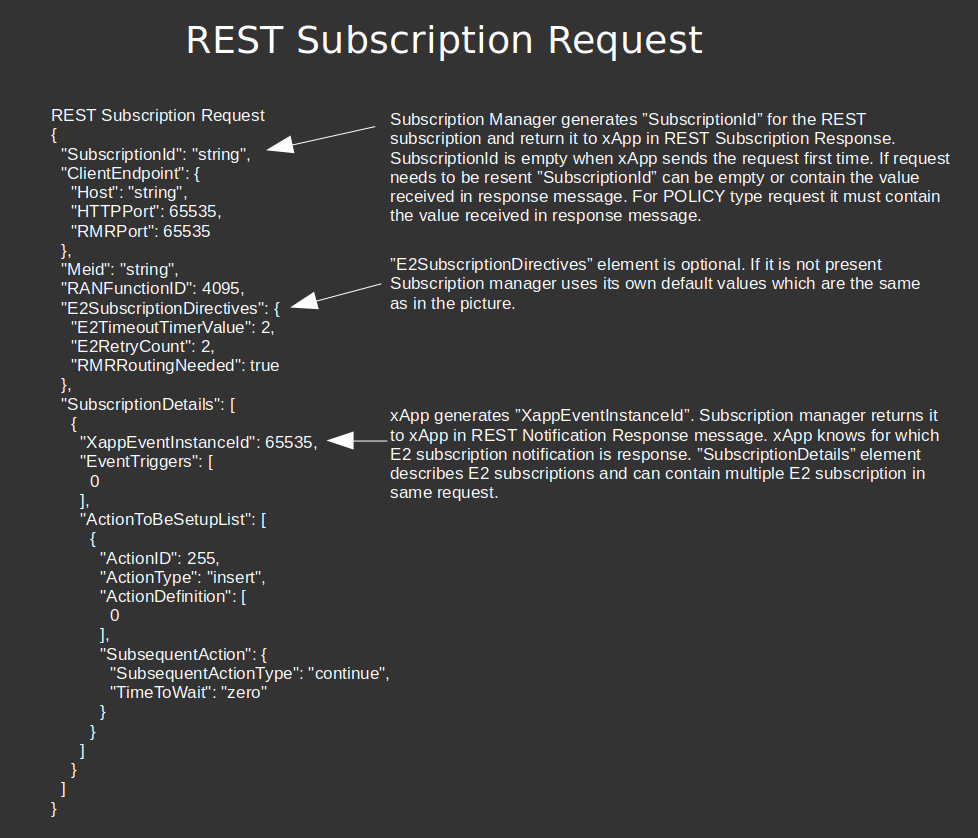 REST Subscription Request
REST Subscription Request
{
"SubscriptionId": "string",
"ClientEndpoint": {
"Host": "string",
"HTTPPort": 65535,
"RMRPort": 65535
},
"Meid": "string",
"RANFunctionID": 4095,
"E2SubscriptionDirectives": {
"E2TimeoutTimerValue": 2,
"E2RetryCount": 2,
"RMRRoutingNeeded": true
},
"SubscriptionDetails": [
{
"XappEventInstanceId": 65535,
"EventTriggers": [
0
],
"ActionToBeSetupList": [
{
"ActionID": 255,
"ActionType": "insert",
"ActionDefinition": [
0
],
"SubsequentAction": {
"SubsequentActionType": "continue",
"TimeToWait": "zero"
}
}
]
}
]
}
Subscription Manager generates ”SubscriptionId” for the REST
subscription and return it to xApp in REST Subscription Response.
SubscriptionId is empty when xApp sends the request first time. If request
needs to be resent ”SubscriptionId” can be empty or contain the value
received in response message. For POLICY type request it must contain
the value received in response message.
”E2SubscriptionDirectives” element is optional. If it is not present
Subscription manager uses its own default values which are the same
as in the picture.
xApp generates ”XappEventInstanceId”. Subscription manager returns it
to xApp in REST Notification Response message. xApp knows for which
E2 subscription notification is response. ”SubscriptionDetails” element
describes E2 subscriptions and can contain multiple E2 subscription in
same request.